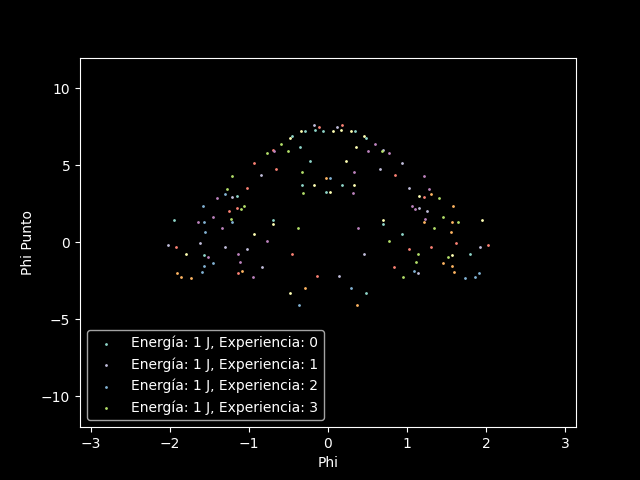 10
5
0
−5
−10
Phi Punto
Energía: 1 J, Experiencia: 0
Energía: 1 J, Experiencia: 1
Energía: 1 J, Experiencia: 2
Energía: 1 J, Experiencia: 3
−3 −2 −1 0 1 2 3
Phi